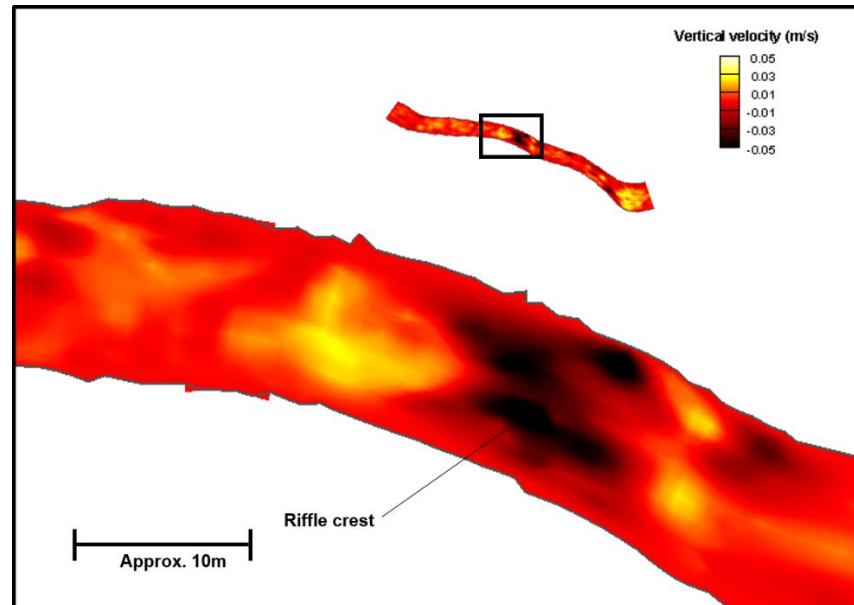 Vertical velocity (m/s)
0.05
0.03
0.01
-0.01
-0.03
-0.05
Riffle crest
Approx. 10m